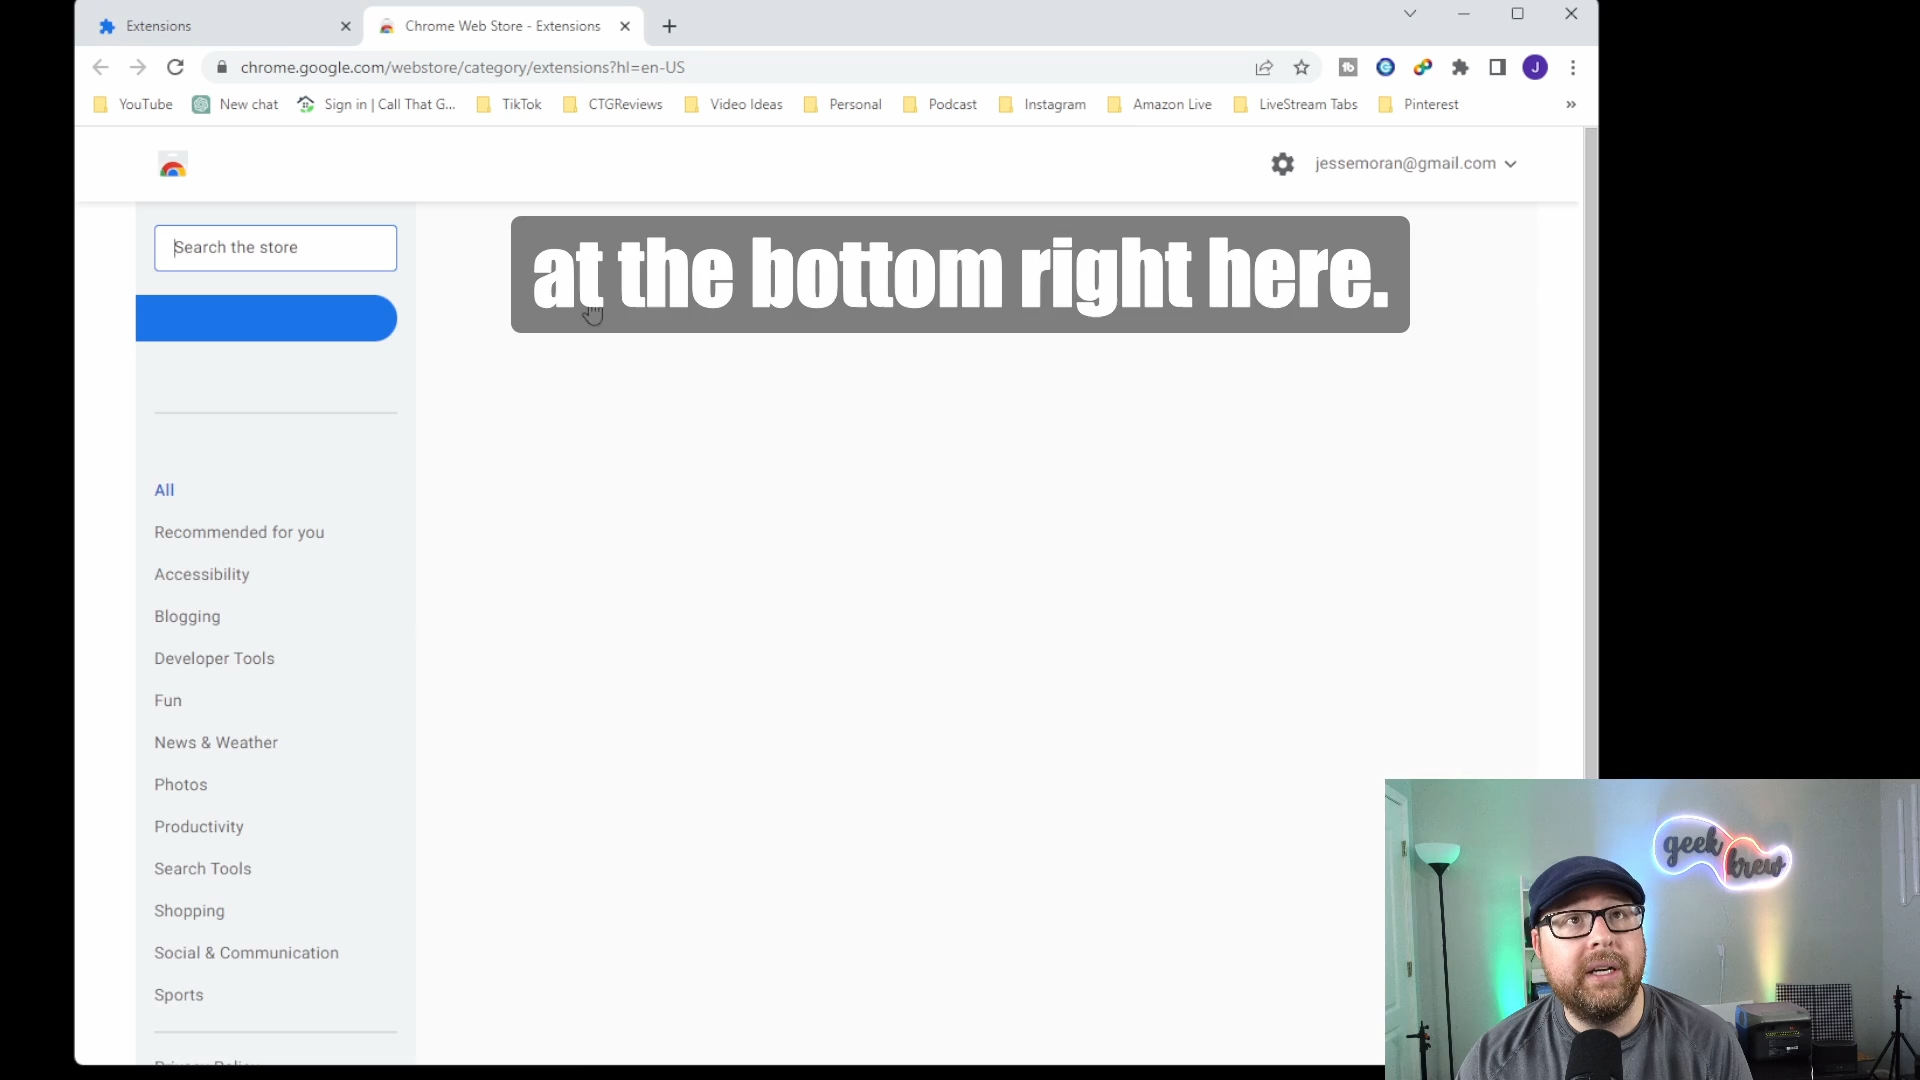 Extensions
Chrome Web Store - Extensions
chrome.google.com/webstore/category/extensions?hl=en-US
J
YouTube
New chat
Sign in | Call That G...
TikTok
CTGReviews
Video Ideas
Personal
Podcast
Instagram
Amazon Live
LiveStream Tabs
Pinterest
»
jessemoran@gmail.com
Search the store
at the bottom right here.
All
Recommended for you
Accessibility
Blogging
Developer Tools
Fun
News & Weather
Photos
Productivity
Search Tools
Shopping
Social & Communication
Sports
Privacy Policy
geek
krew